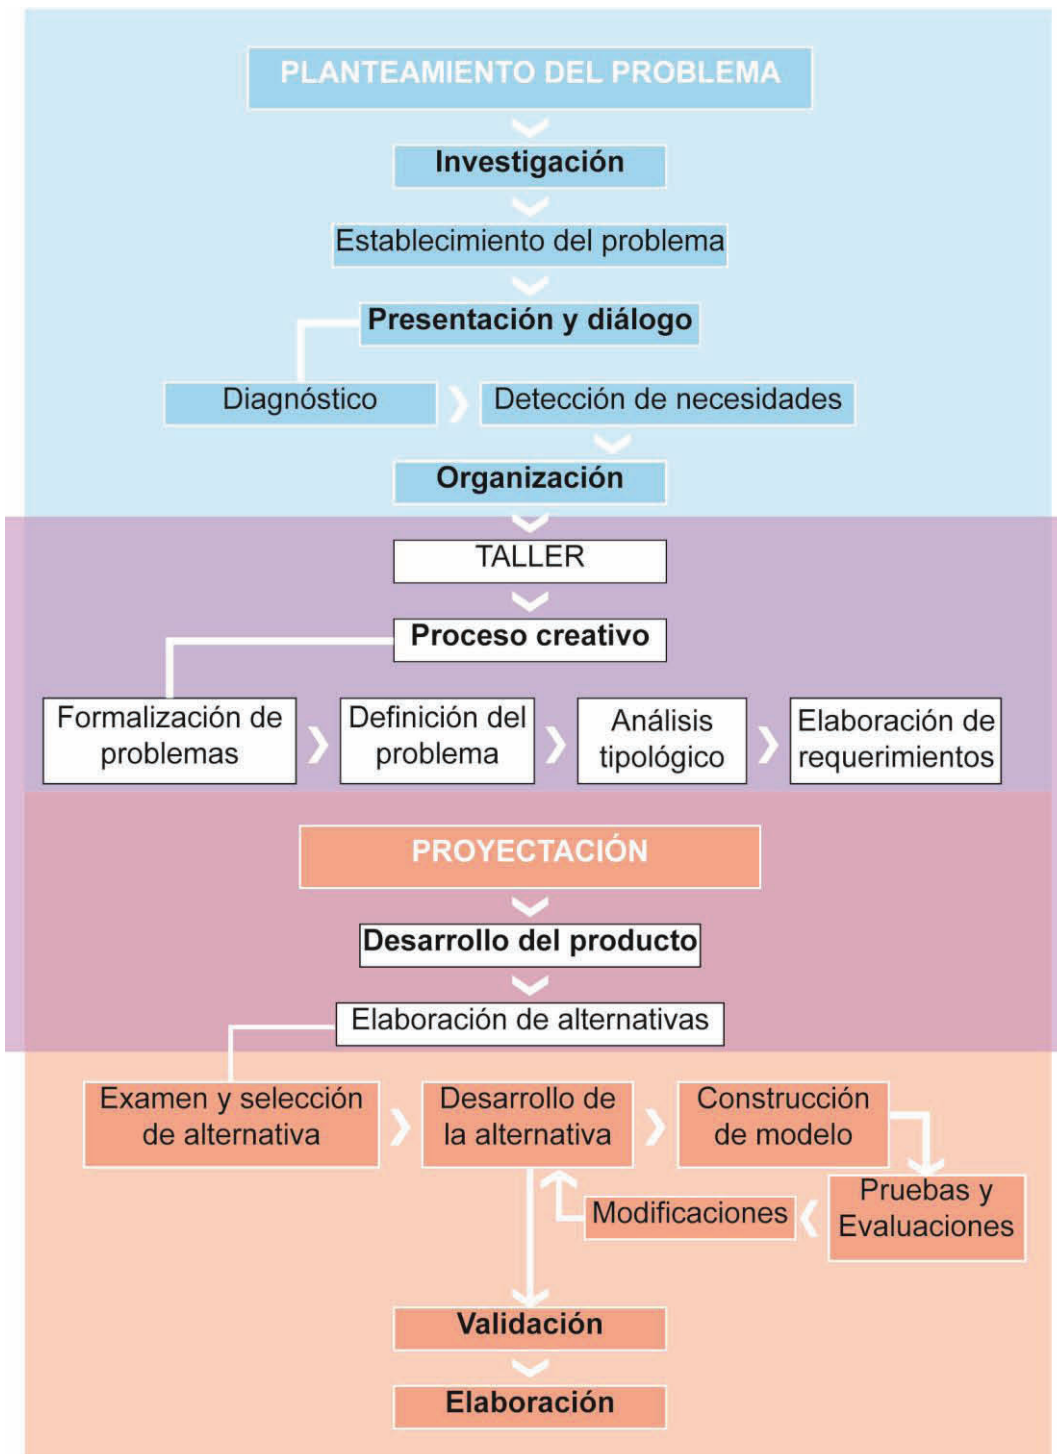 PLANTEAMIENTO DEL PROBLEMA
Investigación
Establecimiento del problema
Presentación y diálogo
Diagnóstico
Detección de necesidades
Organización
TALLER
Proceso creativo
Formalización de
problemas
Definición del
problema
Análisis
tipológico
Elaboración de
requerimientos
PROYECTACIÓN
Desarrollo del producto
Elaboración de alternativas
Examen y selección
de alternativa
Desarrollo de
la alternativa
Construcción
de modelo
Pruebas y
Evaluaciones
Modificaciones
Validación
Elaboración